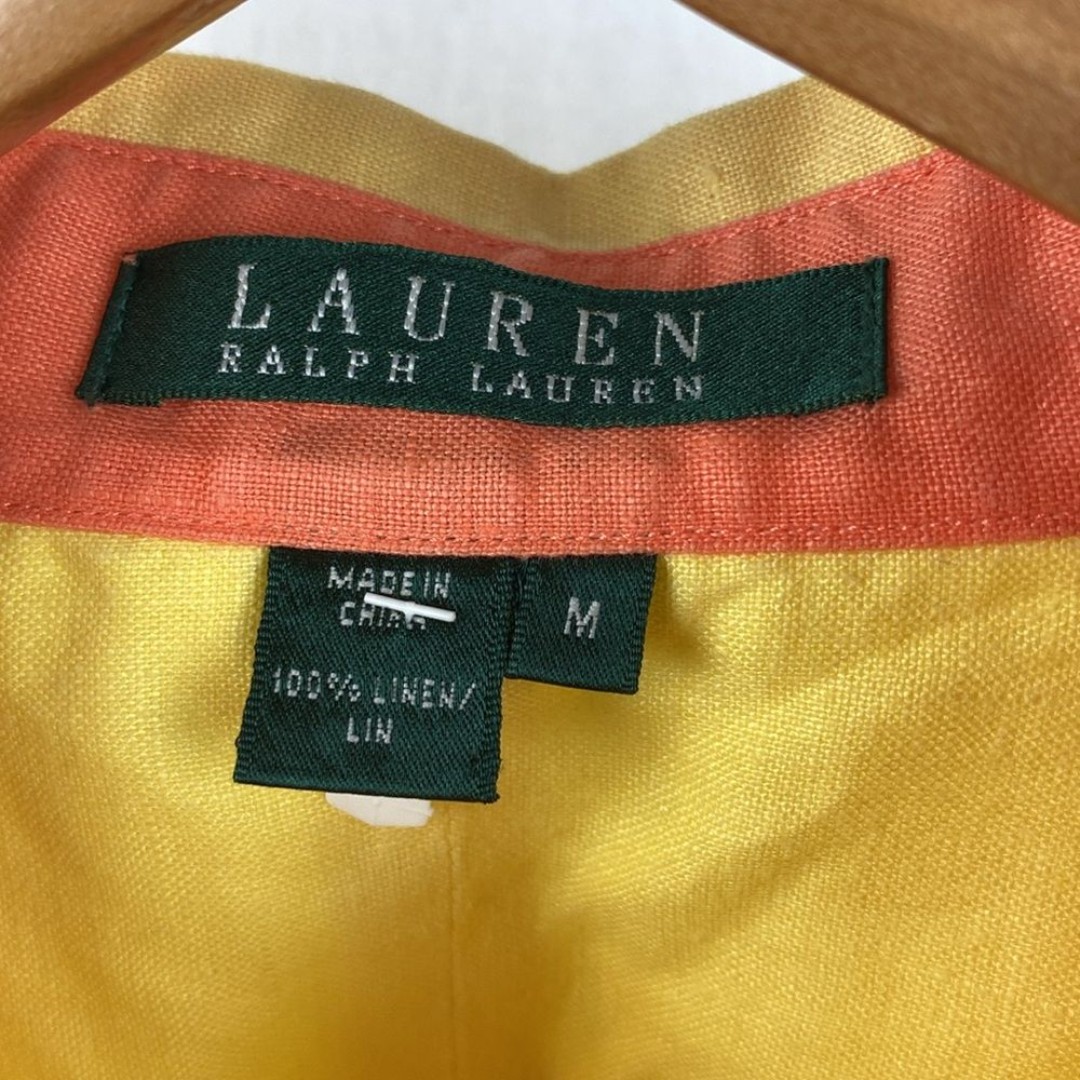 LAUREN
RALPH LAUREN
MADE IN
CHINA
M
100% LINEN/
LIN